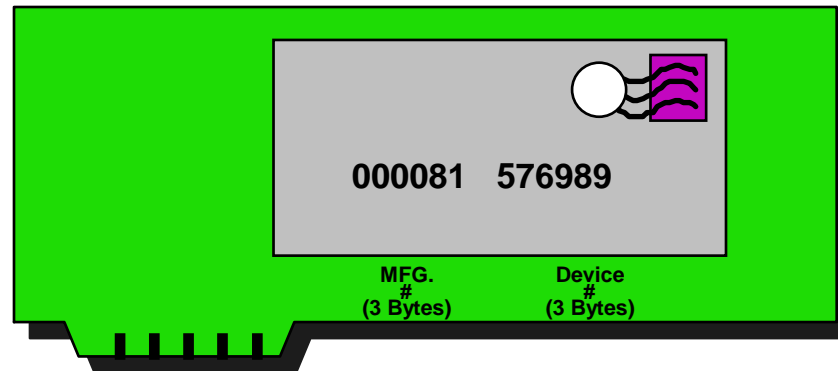 000081 576989
MFG. Device
# #
(3 Bytes) (3 Bytes)